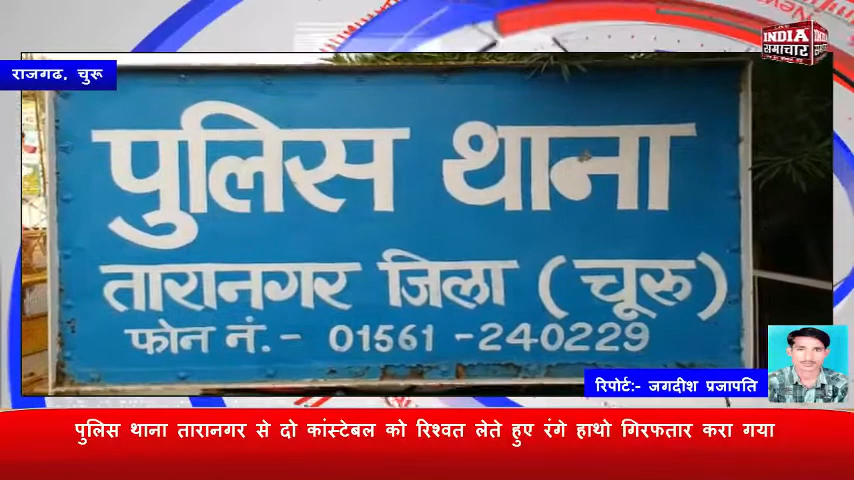 INDIA
समाचार
राजगढ. चुरू
पुलिस थाना
तारानगर जिला (चूरू)
फोन नं.- 01561 -240229
रिपोर्ट:- जगदीश प्रजापति
पुलिस थाना तारानगर से दो कांस्टेबल को रिश्वत लेते हुए रंगे हाथो गिरफतार करा गया